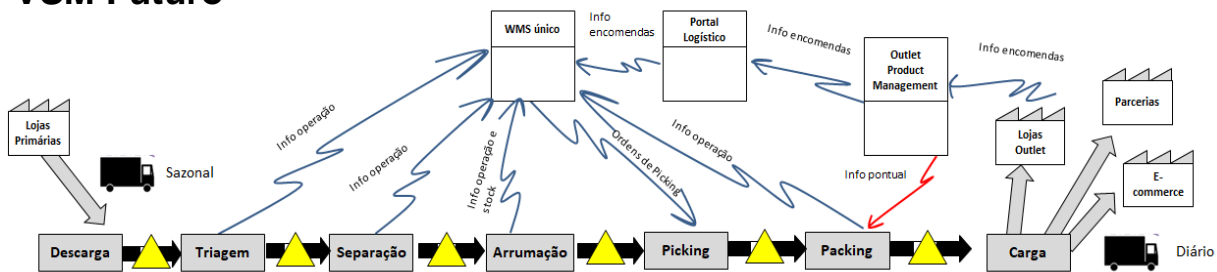 VSM Futuro
WMS único
Info
encomendas
Portal
Logístico
Info encomendas
Outlet
Product
Management
Info encomendas
Parcerias
Lojas
Primárias
Sazonal
Info operação
Info operação
Info operação e
stock
Ordens de Picking
Info operação
Info pontual
Lojas
Outlet
E-
commerce
Descarga
Triagem
Separação
Arrumação
Picking
Packing
Carga
Diário